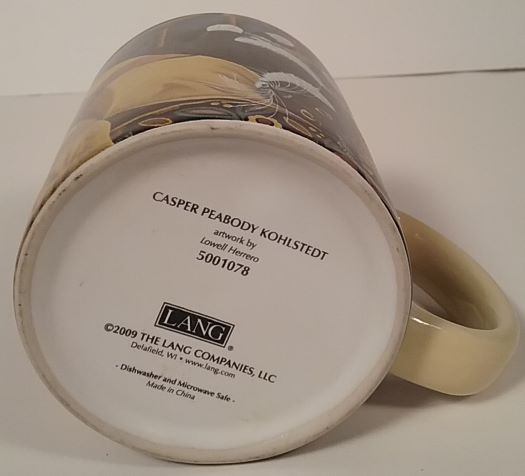 CASPER PEABODY KOHLSTEDT
artwork by
Lowell Herrero
5001078
LANG®
©2009 THE LANG COMPANIES, LLC
Delafield, WI • www.lang.com
- Dishwasher and Microwave Safe -
Made in China